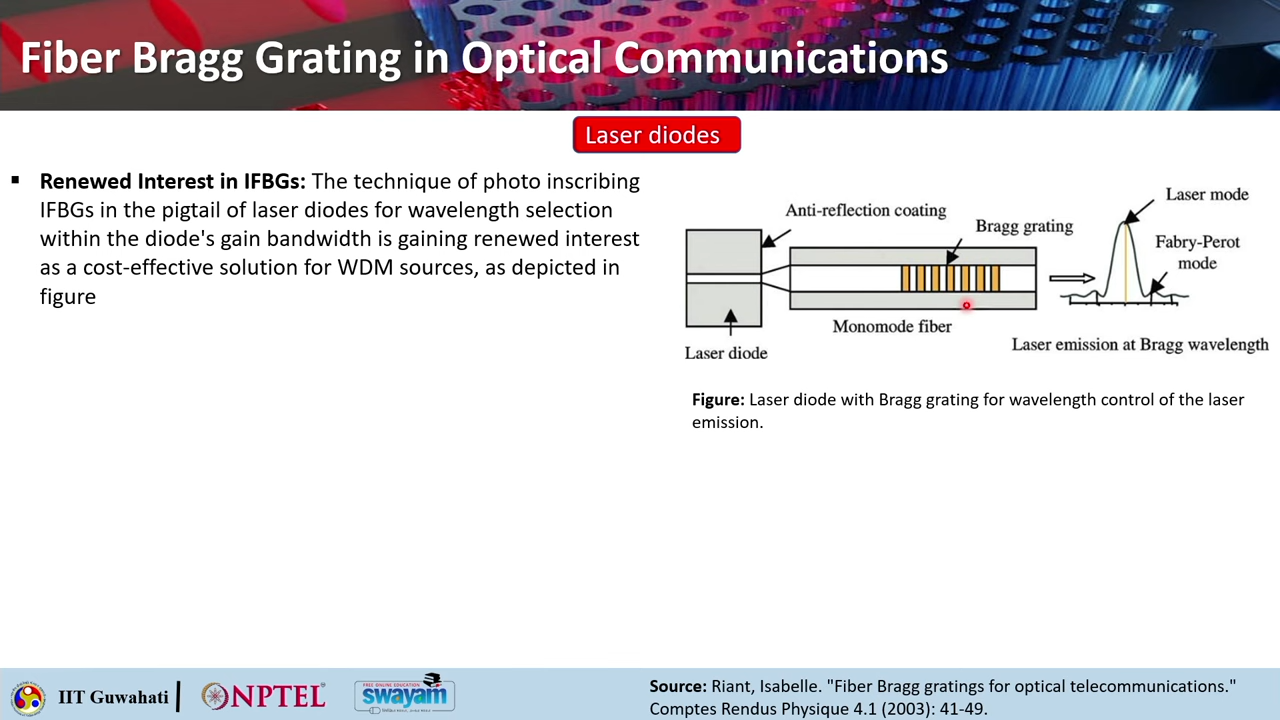 Fiber Bragg Grating in Optical Communications
Laser diodes
▪ Renewed Interest in IFBGs: The technique of photo inscribing
IFBGs in the pigtail of laser diodes for wavelength selection
within the diode's gain bandwidth is gaining renewed interest
as a cost-effective solution for WDM sources, as depicted in
figure
Laser mode
Anti-reflection coating
Bragg grating
Fabry-Perot
mode
Monomode fiber
Laser diode
Laser emission at Bragg wavelength
Figure: Laser diode with Bragg grating for wavelength control of the laser
emission.
IIT Guwahati
NPTEL
FREE ONLINE EDUCATION
swayam
Source: Riant, Isabelle. "Fiber Bragg gratings for optical telecommunications."
Comptes Rendus Physique 4.1 (2003): 41-49.